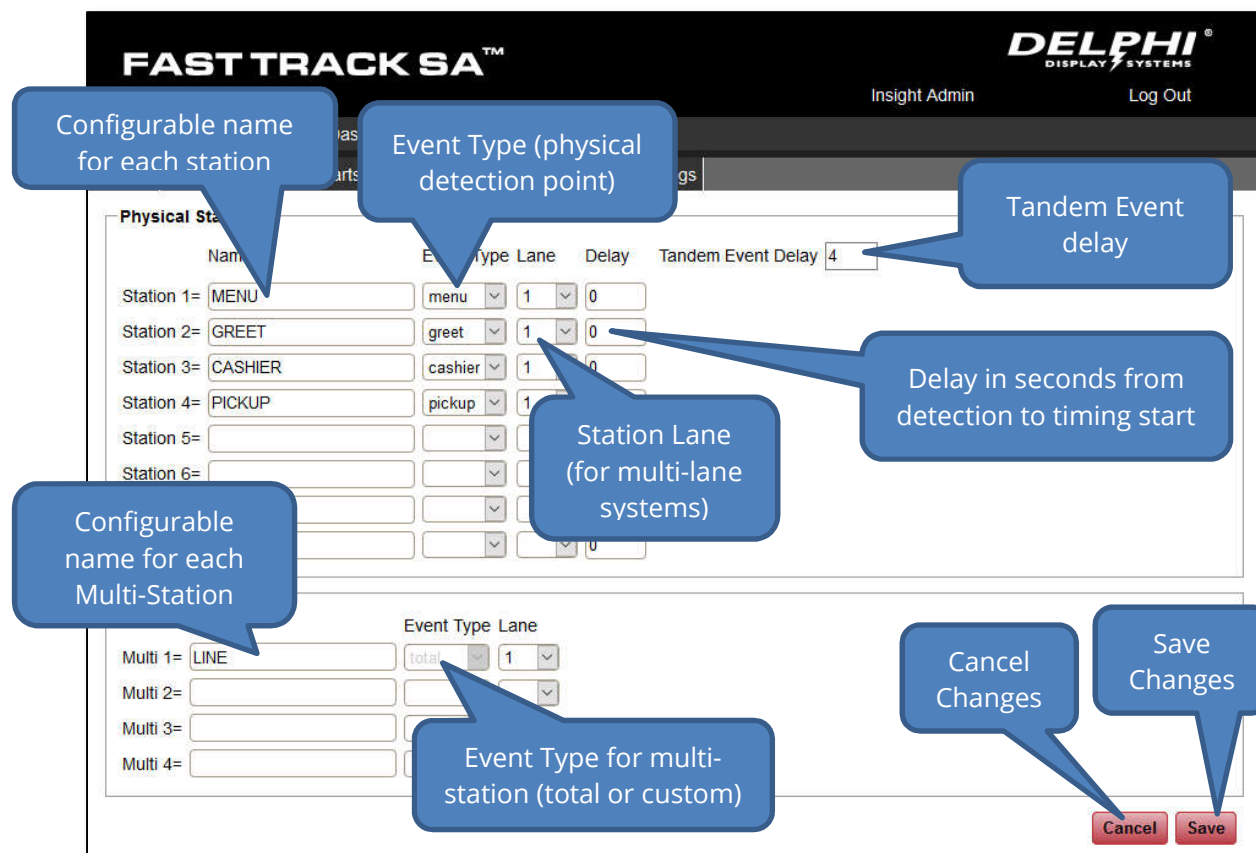 FAST TRACK SA™
DELPHI®
DISPLAY SYSTEMS
Insight Admin Log Out
Configurable name
for each station
Event Type (physical
detection point)
Tandem Event
delay
Physical
Event Type Lane Delay Tandem Event Delay 4
Station 1= MENU menu 1 0
Station 2= GREET greet 1 0
Station 3= CASHIER cashier 1 0
Station 4= PICKUP pickup 1
Station 5=
Station 6=
0
Delay in seconds from
detection to timing start
Station Lane
(for multi-lane
systems)
Configurable
name for each
Multi-Station
Event Type Lane
Multi 1= LINE total 1
Multi 2=
Multi 3=
Multi 4=
Event Type for multi-
station (total or custom)
Cancel
Changes
Save
Changes
Cancel Save